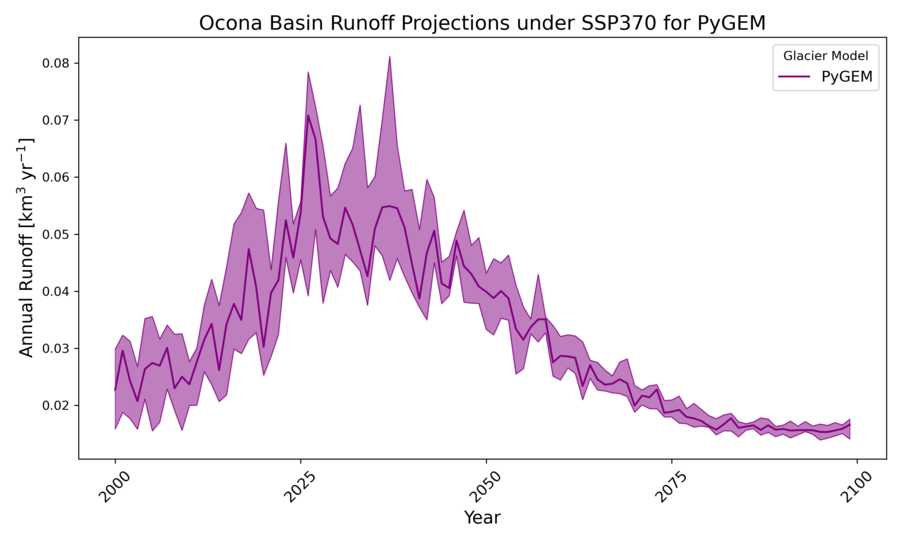 Ocona Basin Runoff Projections under SSP370 for PyGEM
Glacier Model
PyGEM
Annual Runoff [km³ yr⁻¹]
0.08
0.07
0.06
0.05
0.04
0.03
0.02
2000
2025
2050
2075
2100
Year